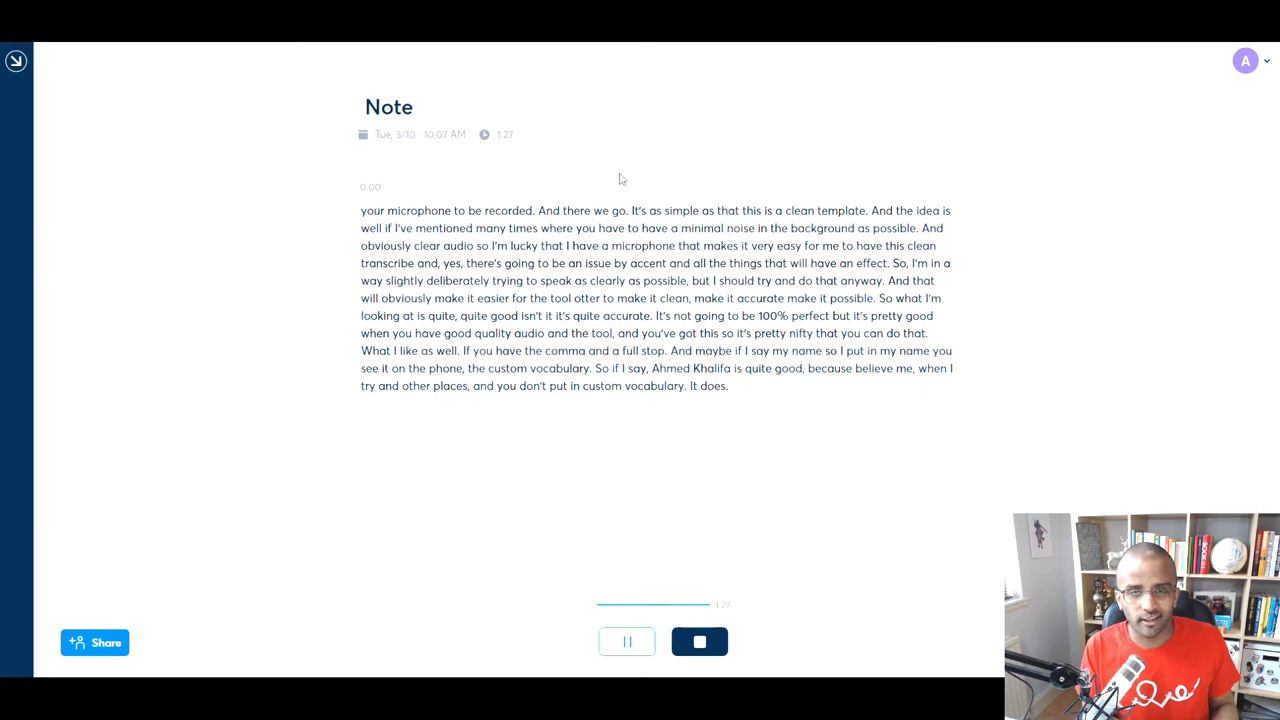 A
Note
Tue, 3/10 · 10:07 AM 1:27
0:00
your microphone to be recorded. And there we go. It's as simple as that this is a clean template. And the idea is
well if I've mentioned many times where you have to have a minimal noise in the background as possible. And
obviously clear audio so I'm lucky that I have a microphone that makes it very easy for me to have this clean
transcribe and, yes, there's going to be an issue by accent and all the things that will have an effect. So, I'm in a
way slightly deliberately trying to speak as clearly as possible, but I should try and do that anyway. And that
will obviously make it easier for the tool otter to make it clean, make it accurate make it possible. So what I'm
looking at is quite, quite good isn't it it's quite accurate. It's not going to be 100% perfect but it's pretty good
when you have good quality audio and the tool, and you've got this so it's pretty nifty that you can do that.
What I like as well. If you have the comma and a full stop. And maybe if I say my name so I put in my name you
see it on the phone, the custom vocabulary. So if I say, Ahmed Khalifa is quite good, because believe me, when I
try and other places, and you don't put in custom vocabulary. It does.
1:27
Share